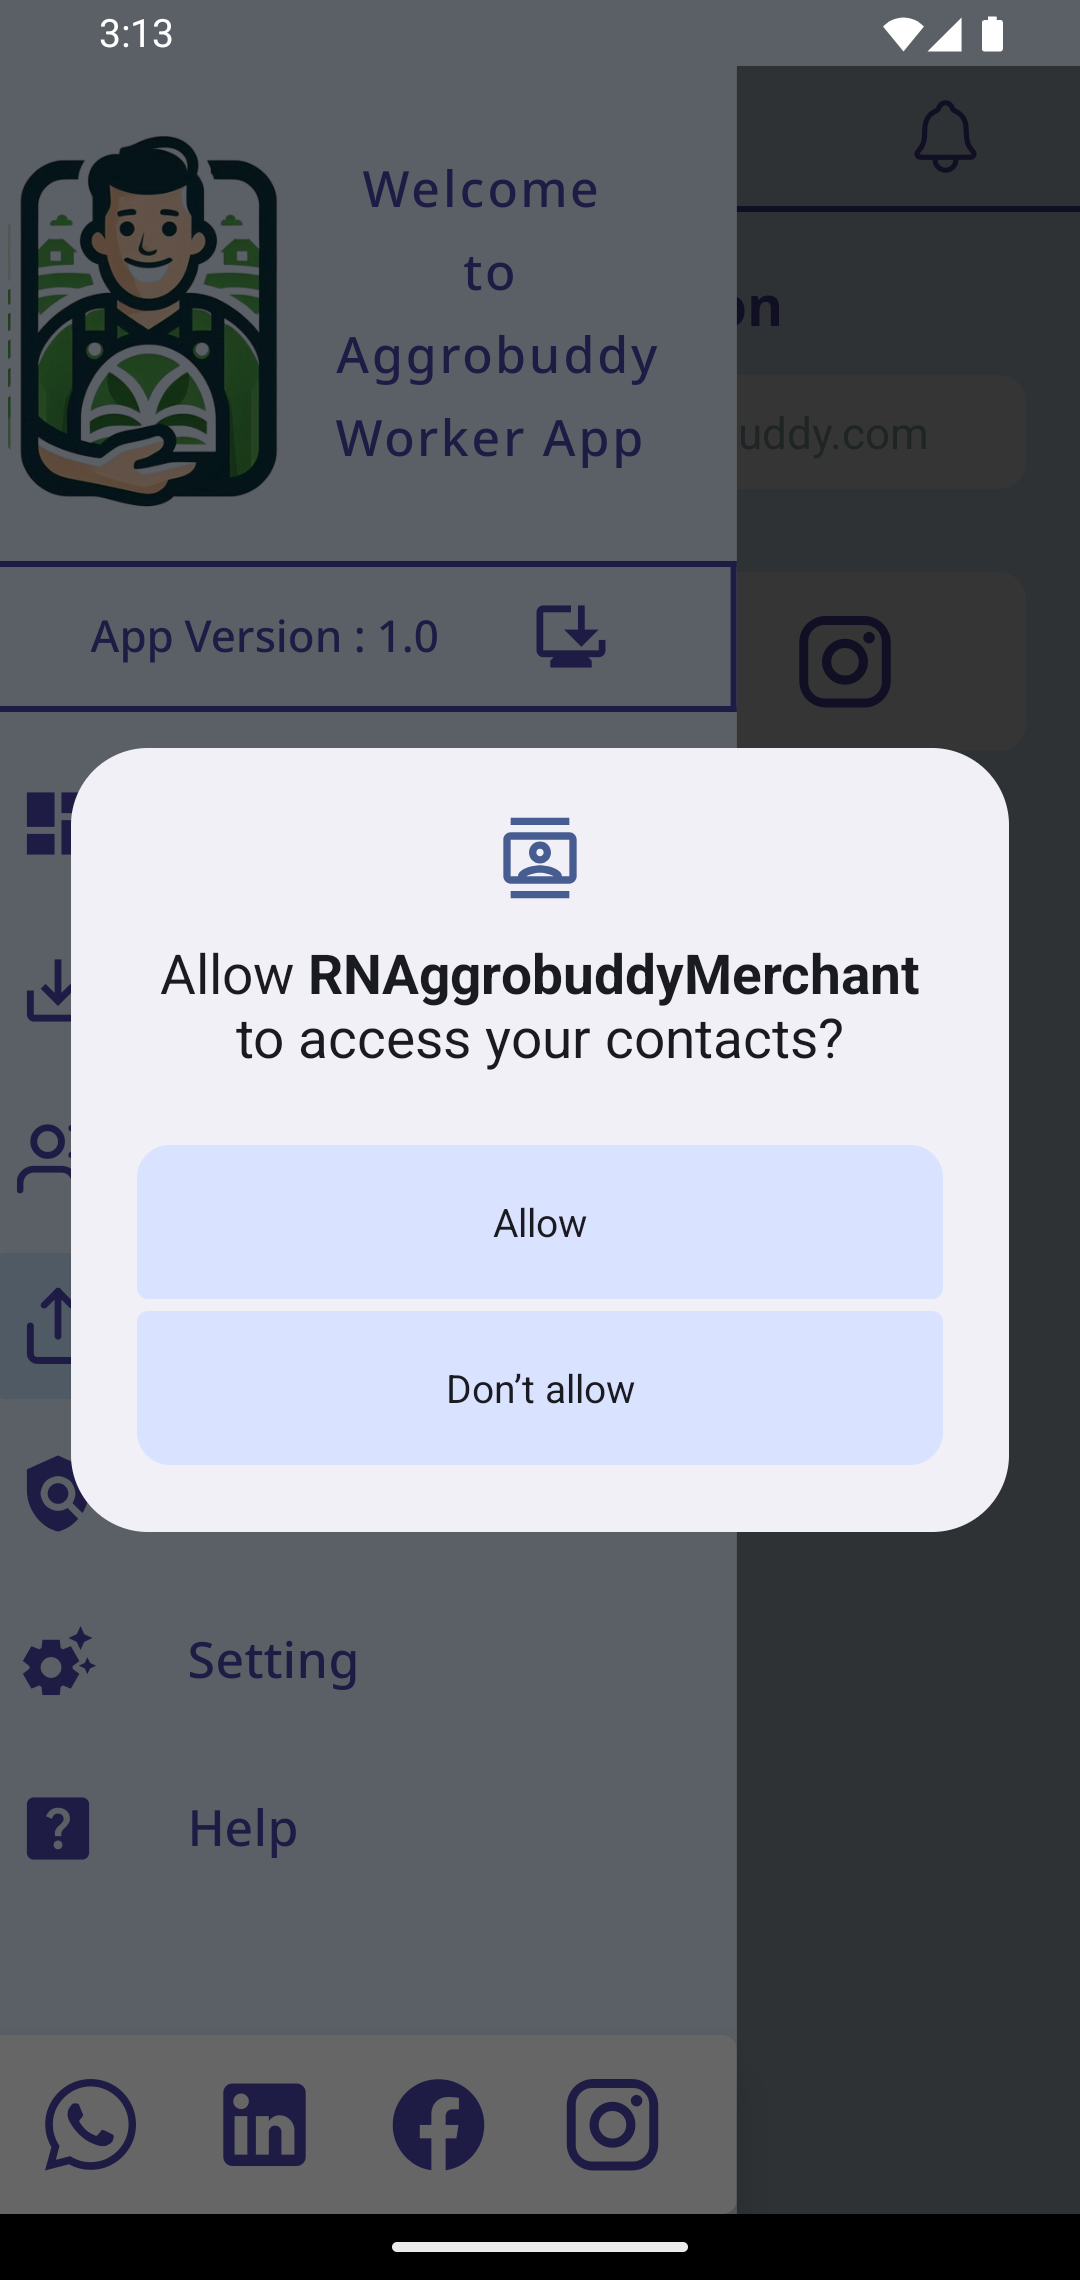 3:13
Welcome
to
Aggrobuddy
Worker App
on
uddy.com
App Version : 1.0
Allow RNAggrobuddyMerchant
to access your contacts?
Allow
Don’t allow
Setting
Help